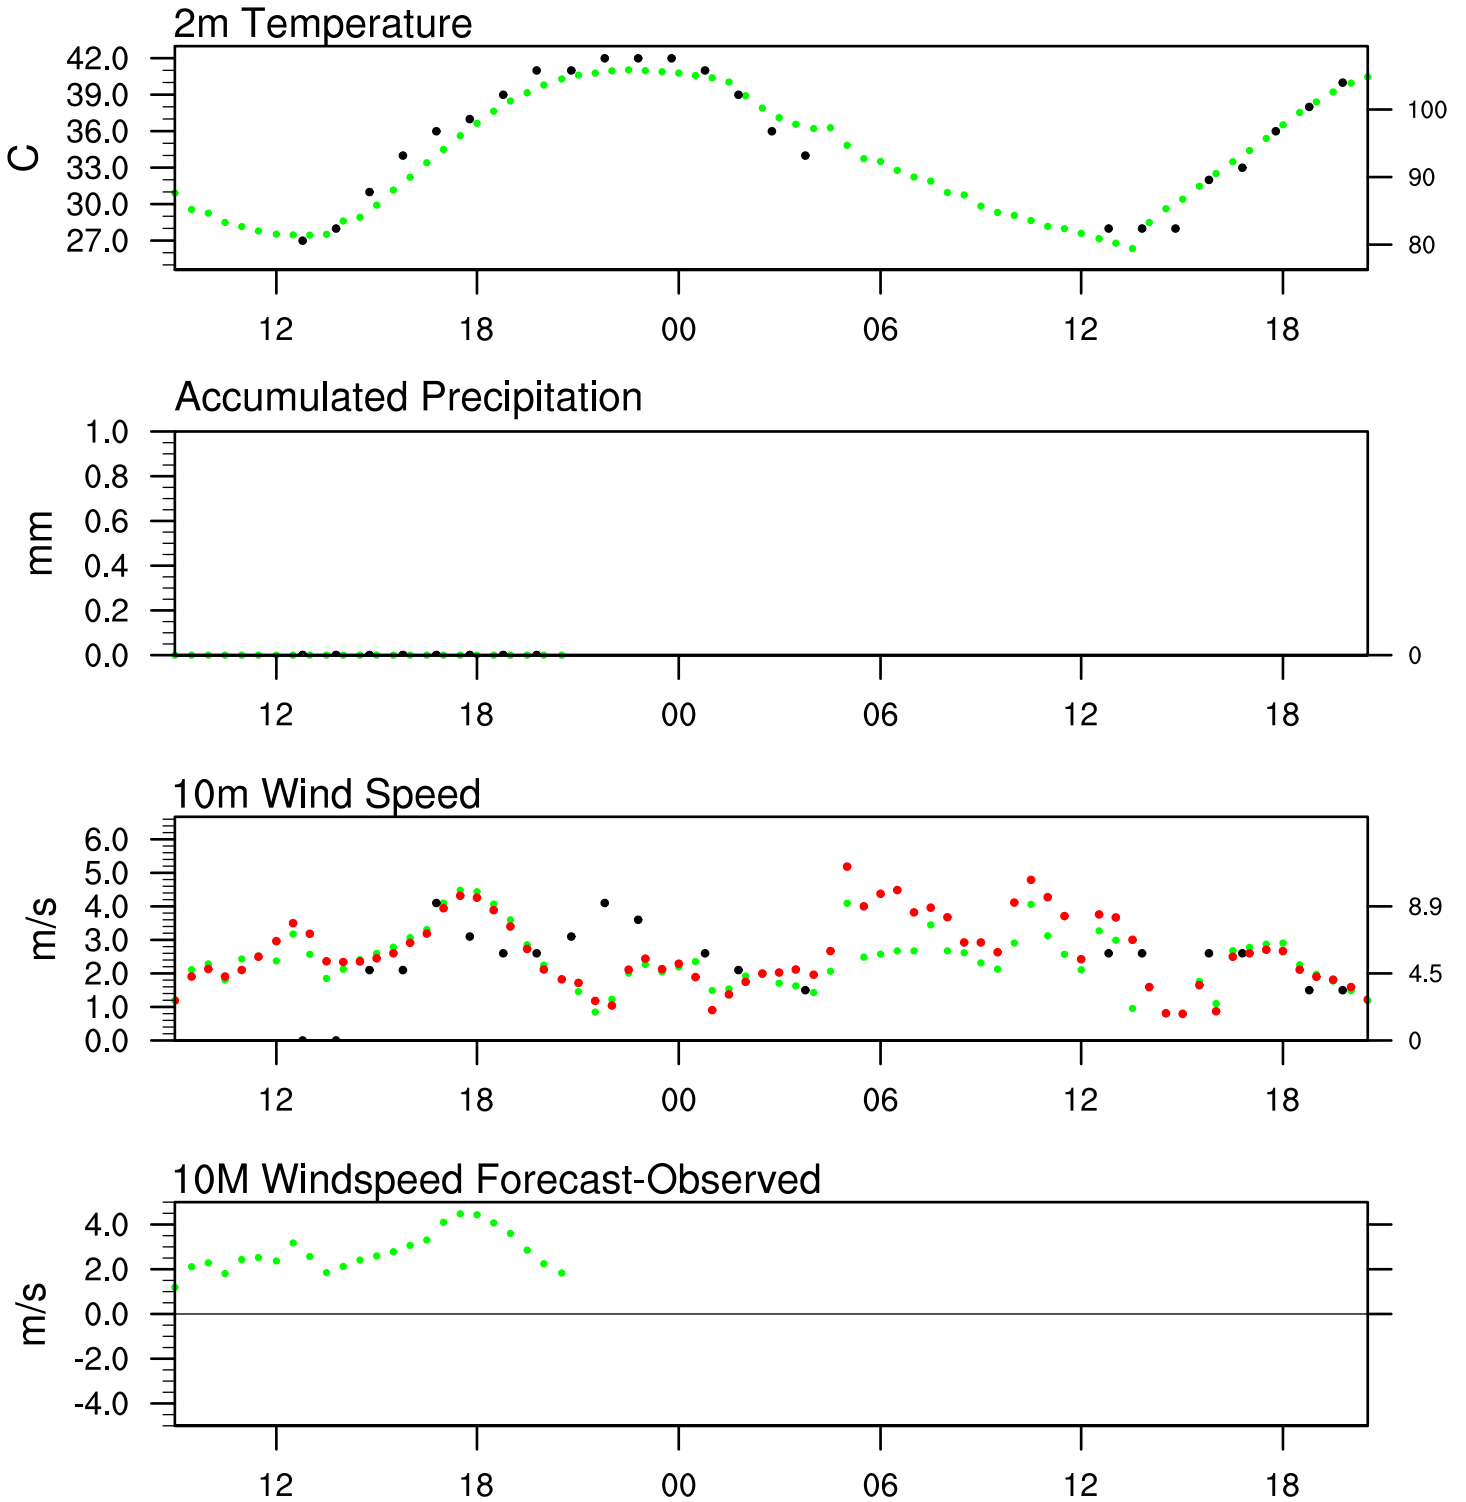 2m Temperature
42.0
39.0
36.0
33.0
30.0
27.0
C
100
90
80
12 18 00 06 12 18
Accumulated Precipitation
1.0
0.8
0.6
0.4
0.2
0.0
mm
0
12 18 00 06 12 18
10m Wind Speed
6.0
5.0
4.0
3.0
2.0
1.0
0.0
m/s
8.9
4.5
0
12 18 00 06 12 18
10M Windspeed Forecast-Observed
4.0
2.0
0.0
-2.0
-4.0
m/s
12 18 00 06 12 18